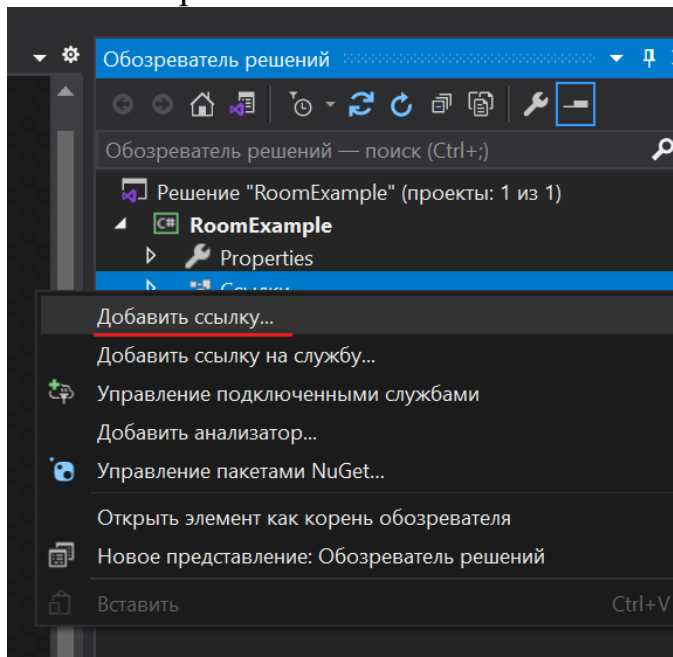 Обозреватель решений
Обозреватель решений — поиск (Ctrl+;)
Решение "RoomExample" (проекты: 1 из 1)
C# RoomExample
Properties
Ссылки
Добавить ссылку...
Добавить ссылку на службу...
Управление подключенными службами
Добавить анализатор...
Управление пакетами NuGet...
Открыть элемент как корень обозревателя
Новое представление: Обозреватель решений
Вставить Ctrl+V